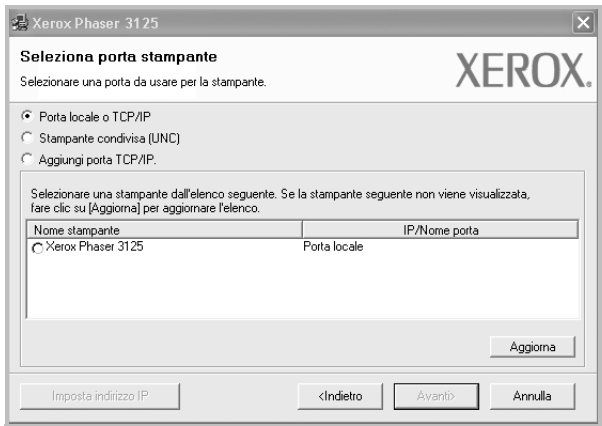 Xerox Phaser 3125
Seleziona porta stampante
Selezionare una porta da usare per la stampante.
XEROX.
Porta locale o TCP/IP
Stampante condivisa (UNC)
Aggiungi porta TCP/IP.
Selezionare una stampante dall'elenco seguente. Se la stampante seguente non viene visualizzata,
fare clic su [Aggiorna] per aggiornare l'elenco.
Nome stampante IP/Nome porta
Xerox Phaser 3125 Porta locale
Aggiorna
Imposta indirizzo IP <Indietro Avanti> Annulla